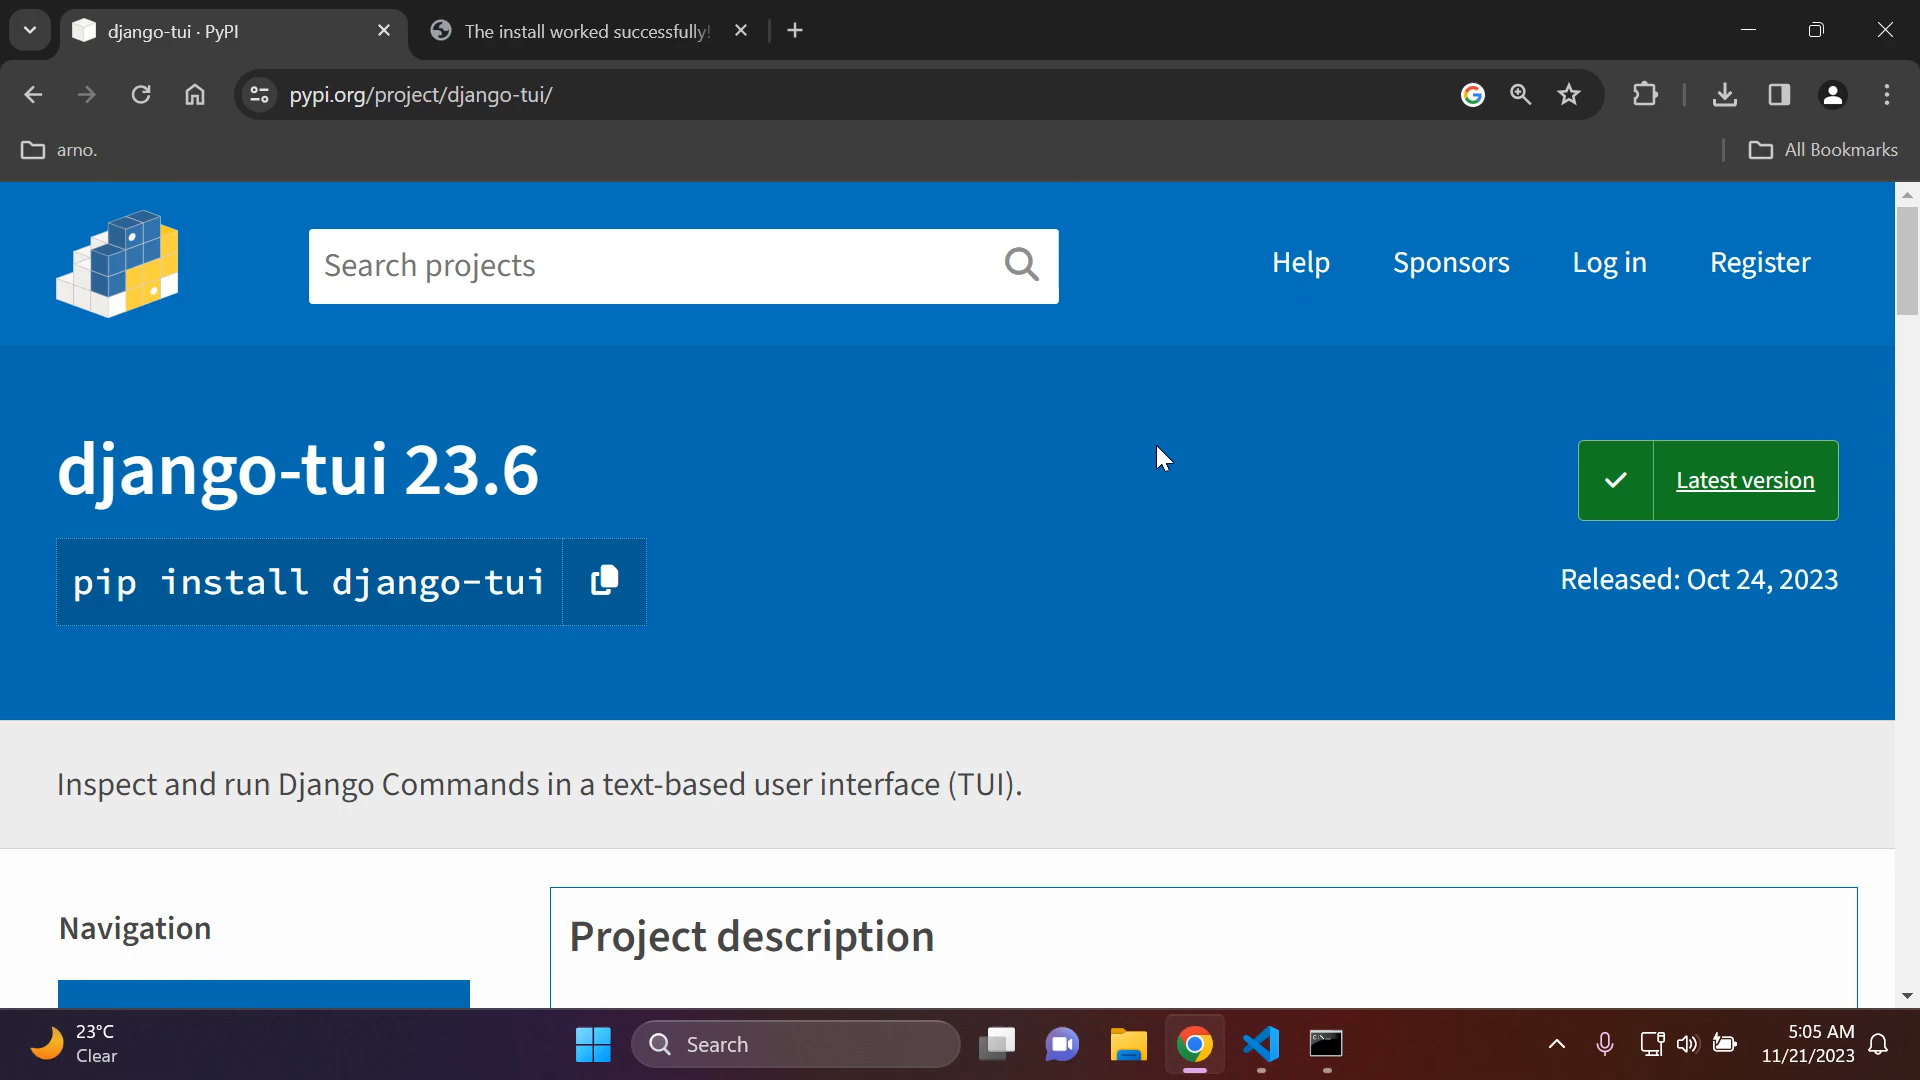 django-tui · PyPI
The install worked successfully!
pypi.org/project/django-tui/
arno.
All Bookmarks
Search projects
Help
Sponsors
Log in
Register
django-tui 23.6
Latest version
pip install django-tui
Released: Oct 24, 2023
Inspect and run Django Commands in a text-based user interface (TUI).
Navigation
Project description
23°C
Clear
Search
5:05 AM
11/21/2023